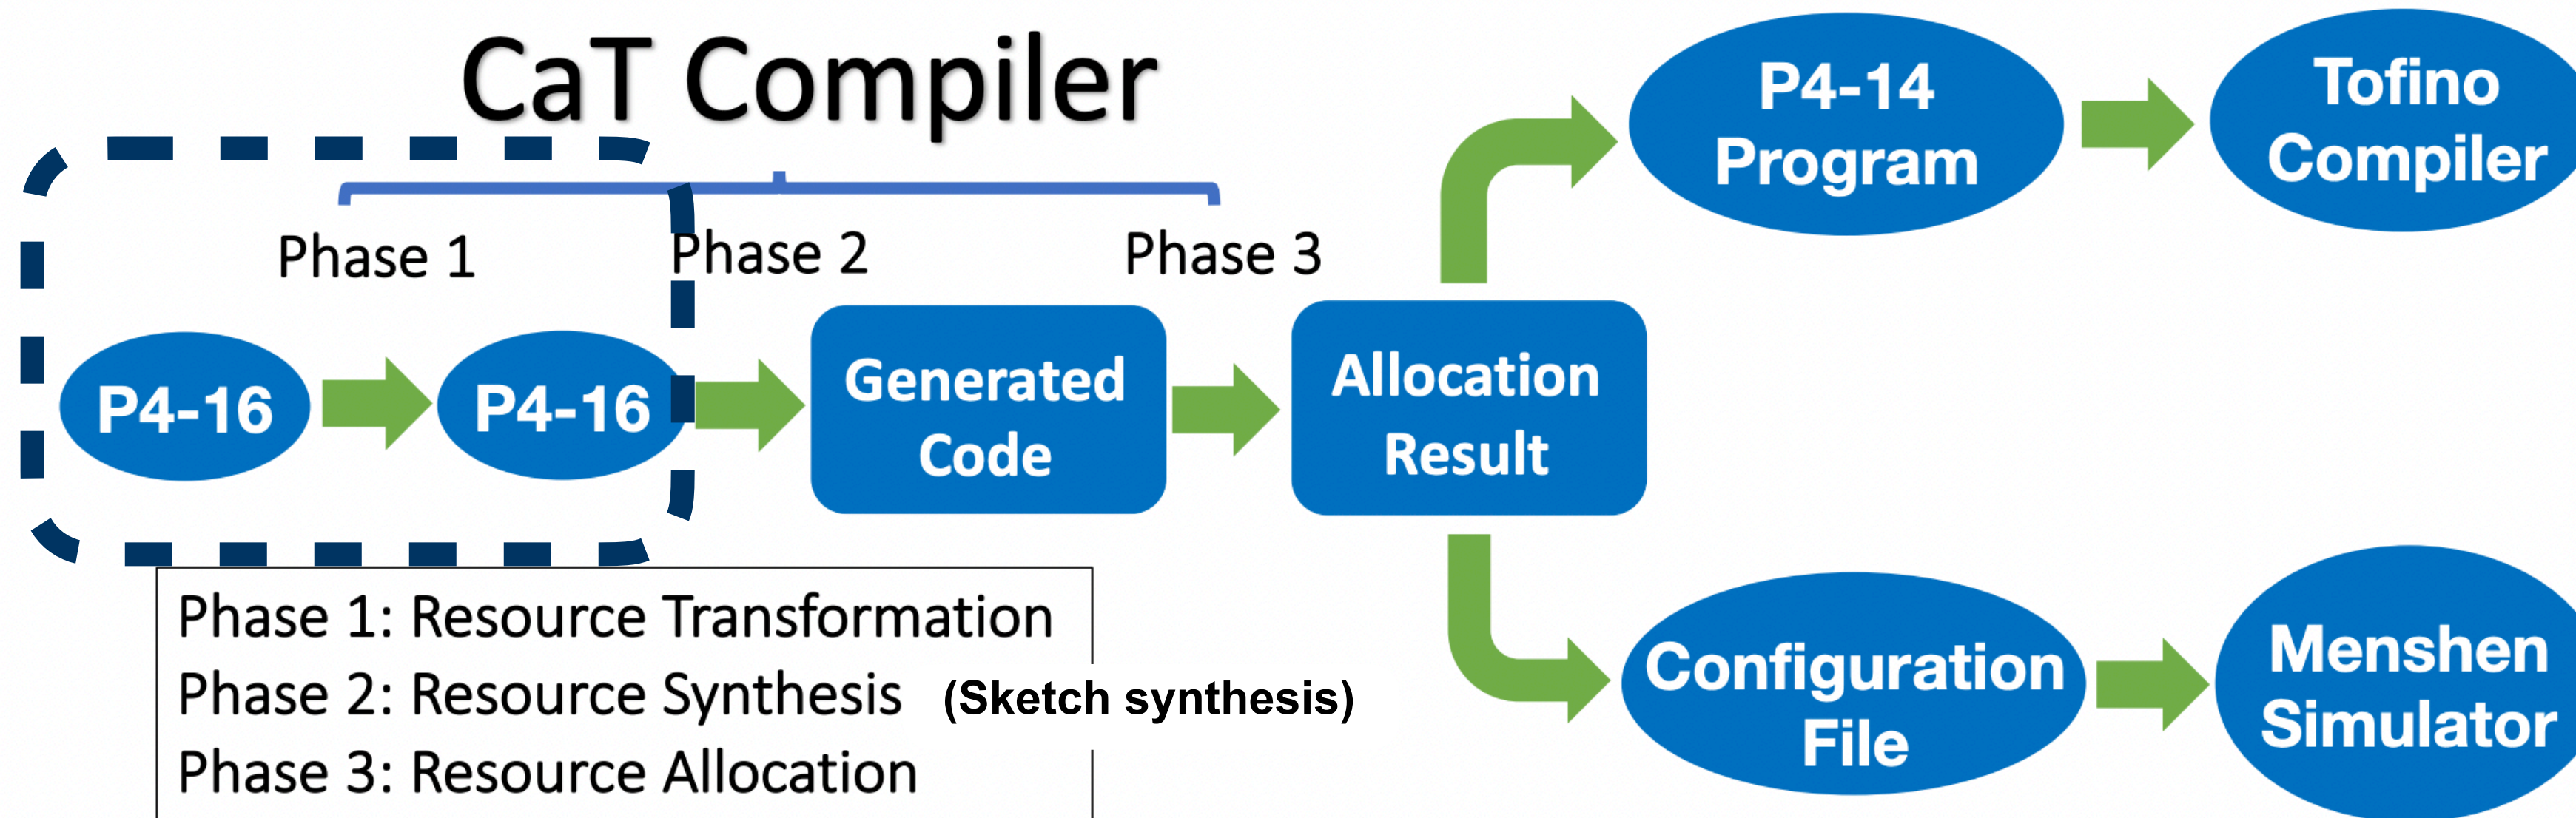 CaT Compiler
Phase 1
Phase 2
Phase 3
P4-16
P4-16
Generated
Code
Allocation
Result
P4-14
Program
Tofino
Compiler
Configuration
File
Menshen
Simulator
Phase 1: Resource Transformation
Phase 2: Resource Synthesis (Sketch synthesis)
Phase 3: Resource Allocation